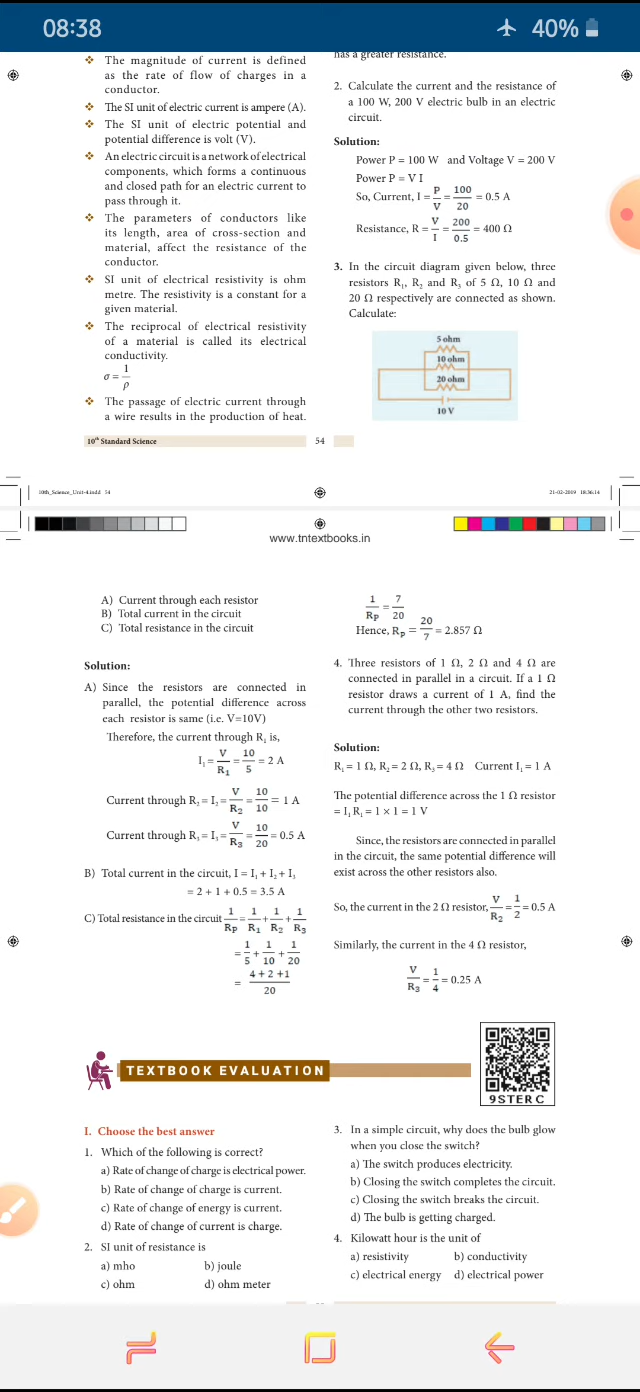 08:38
40%
❖ The magnitude of current is defined
as the rate of flow of charges in a
conductor.
❖ The SI unit of electric current is ampere (A).
❖ The SI unit of electric potential and
potential difference is volt (V).
❖ An electric circuit is a network of electrical
components, which forms a continuous
and closed path for an electric current to
pass through it.
❖ The parameters of conductors like
its length, area of cross-section and
material, affect the resistance of the
conductor.
❖ SI unit of electrical resistivity is ohm
metre. The resistivity is a constant for a
given material.
❖ The reciprocal of electrical resistivity
of a material is called its electrical
conductivity.
σ = 1/ρ
❖ The passage of electric current through
a wire results in the production of heat.
has a greater resistance.
2. Calculate the current and the resistance of
a 100 W, 200 V electric bulb in an electric
circuit.
Solution:
Power P = 100 W and Voltage V = 200 V
Power P = V I
So, Current, I = P/V = 100/20 = 0.5 A
Resistance, R = V/I = 200/0.5 = 400 Ω
3. In the circuit diagram given below, three
resistors R₁, R₂ and R₃ of 5 Ω, 10 Ω and
20 Ω respectively are connected as shown.
Calculate:
5 ohm
10 ohm
20 ohm
10 V
10th Standard Science
54
10th_Science_Unit-4.indd 54
21-02-2019 18:36:14
www.tntextbooks.in
A) Current through each resistor
B) Total current in the circuit
C) Total resistance in the circuit
Solution:
A) Since the resistors are connected in
parallel, the potential difference across
each resistor is same (i.e. V=10V)
Therefore, the current through R₁ is,
I₁ = V/R₁ = 10/5 = 2 A
Current through R₂ = I₂ = V/R₂ = 10/10 = 1 A
Current through R₃ = I₃ = V/R₃ = 10/20 = 0.5 A
B) Total current in the circuit, I = I₁ + I₂ + I₃
= 2 + 1 + 0.5 = 3.5 A
C) Total resistance in the circuit 1/Rp = 1/R₁ + 1/R₂ + 1/R₃
= 1/5 + 1/10 + 1/20
= 4 + 2 +1/20
1/Rp = 7/20
Hence, Rp = 20/7 = 2.857 Ω
4. Three resistors of 1 Ω, 2 Ω and 4 Ω are
connected in parallel in a circuit. If a 1 Ω
resistor draws a current of 1 A, find the
current through the other two resistors.
Solution:
R₁ = 1 Ω, R₂ = 2 Ω, R₃ = 4 Ω Current I₁ = 1 A
The potential difference across the 1 Ω resistor
= I₁ R₁ = 1 × 1 = 1 V
Since, the resistors are connected in parallel
in the circuit, the same potential difference will
exist across the other resistors also.
So, the current in the 2 Ω resistor, V/R₂ = 1/2 = 0.5 A
Similarly, the current in the 4 Ω resistor,
V/R₃ = 1/4 = 0.25 A
TEXTBOOK EVALUATION
9STERC
I. Choose the best answer
1. Which of the following is correct?
a) Rate of change of charge is electrical power.
b) Rate of change of charge is current.
c) Rate of change of energy is current.
d) Rate of change of current is charge.
2. SI unit of resistance is
a) mho b) joule
c) ohm d) ohm meter
3. In a simple circuit, why does the bulb glow
when you close the switch?
a) The switch produces electricity.
b) Closing the switch completes the circuit.
c) Closing the switch breaks the circuit.
d) The bulb is getting charged.
4. Kilowatt hour is the unit of
a) resistivity b) conductivity
c) electrical energy d) electrical power